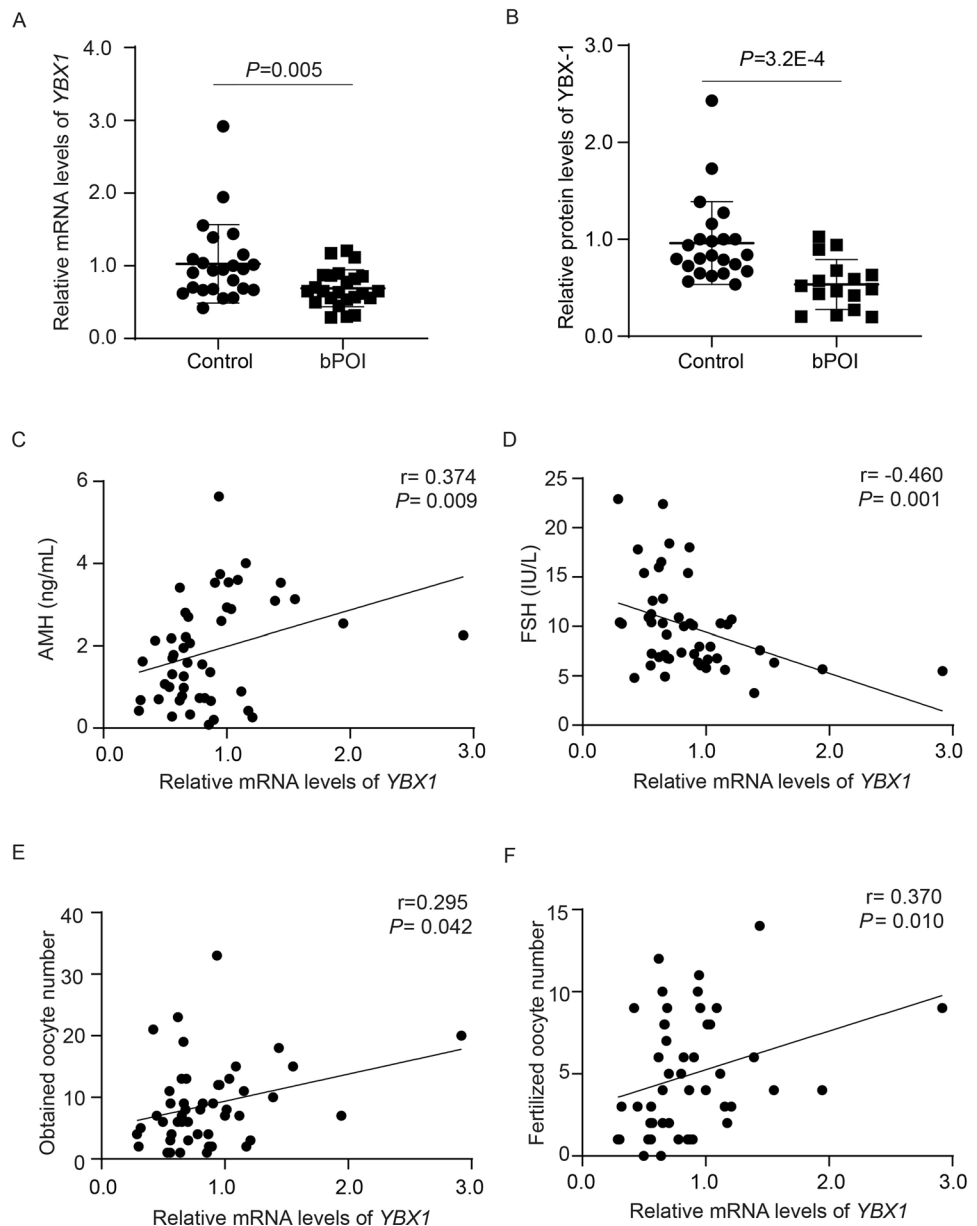 A
Relative mRNA levels of YBX1
4.0
3.0
2.0
1.0
0.0
P=0.005
Control
bPOI
B
Relative protein levels of YBX-1
3.0
2.0
1.0
0.0
P=3.2E-4
Control
bPOI
C
AMH (ng/mL)
6
4
2
0
r= 0.374
P= 0.009
0.0
1.0
2.0
3.0
Relative mRNA levels of YBX1
D
FSH (IU/L)
25
20
15
10
5
0
r= -0.460
P= 0.001
0.0
1.0
2.0
3.0
Relative mRNA levels of YBX1
E
Obtained oocyte number
40
30
20
10
0
r=0.295
P= 0.042
0.0
1.0
2.0
3.0
Relative mRNA levels of YBX1
F
Fertilized oocyte number
15
10
5
0
r= 0.370
P= 0.010
0.0
1.0
2.0
3.0
Relative mRNA levels of YBX1